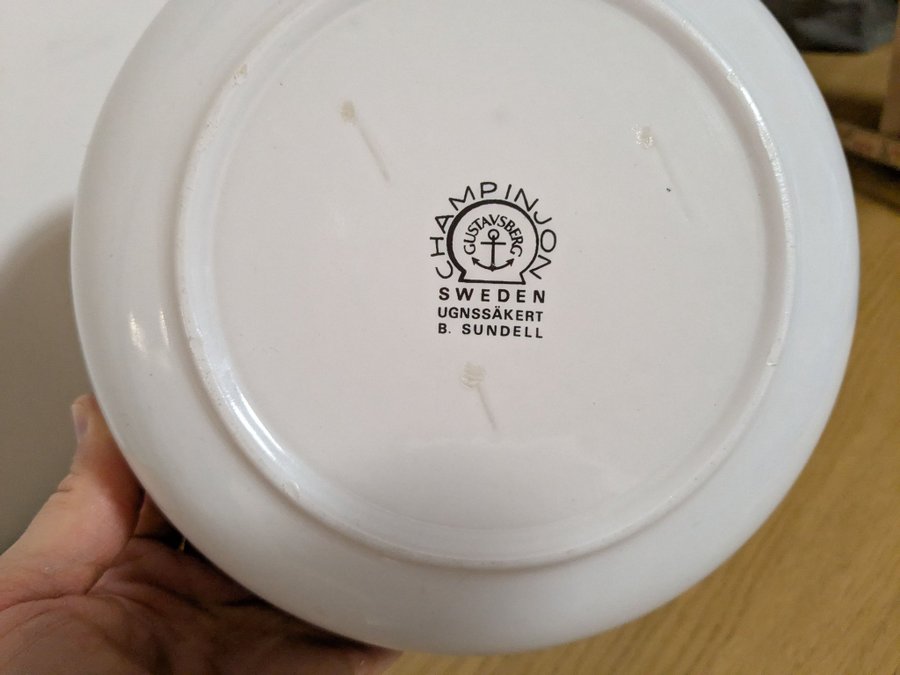 CHAMPINJON
GUSTAVSBERG
SWEDEN
UGNSSÄKERT
B. SUNDELL